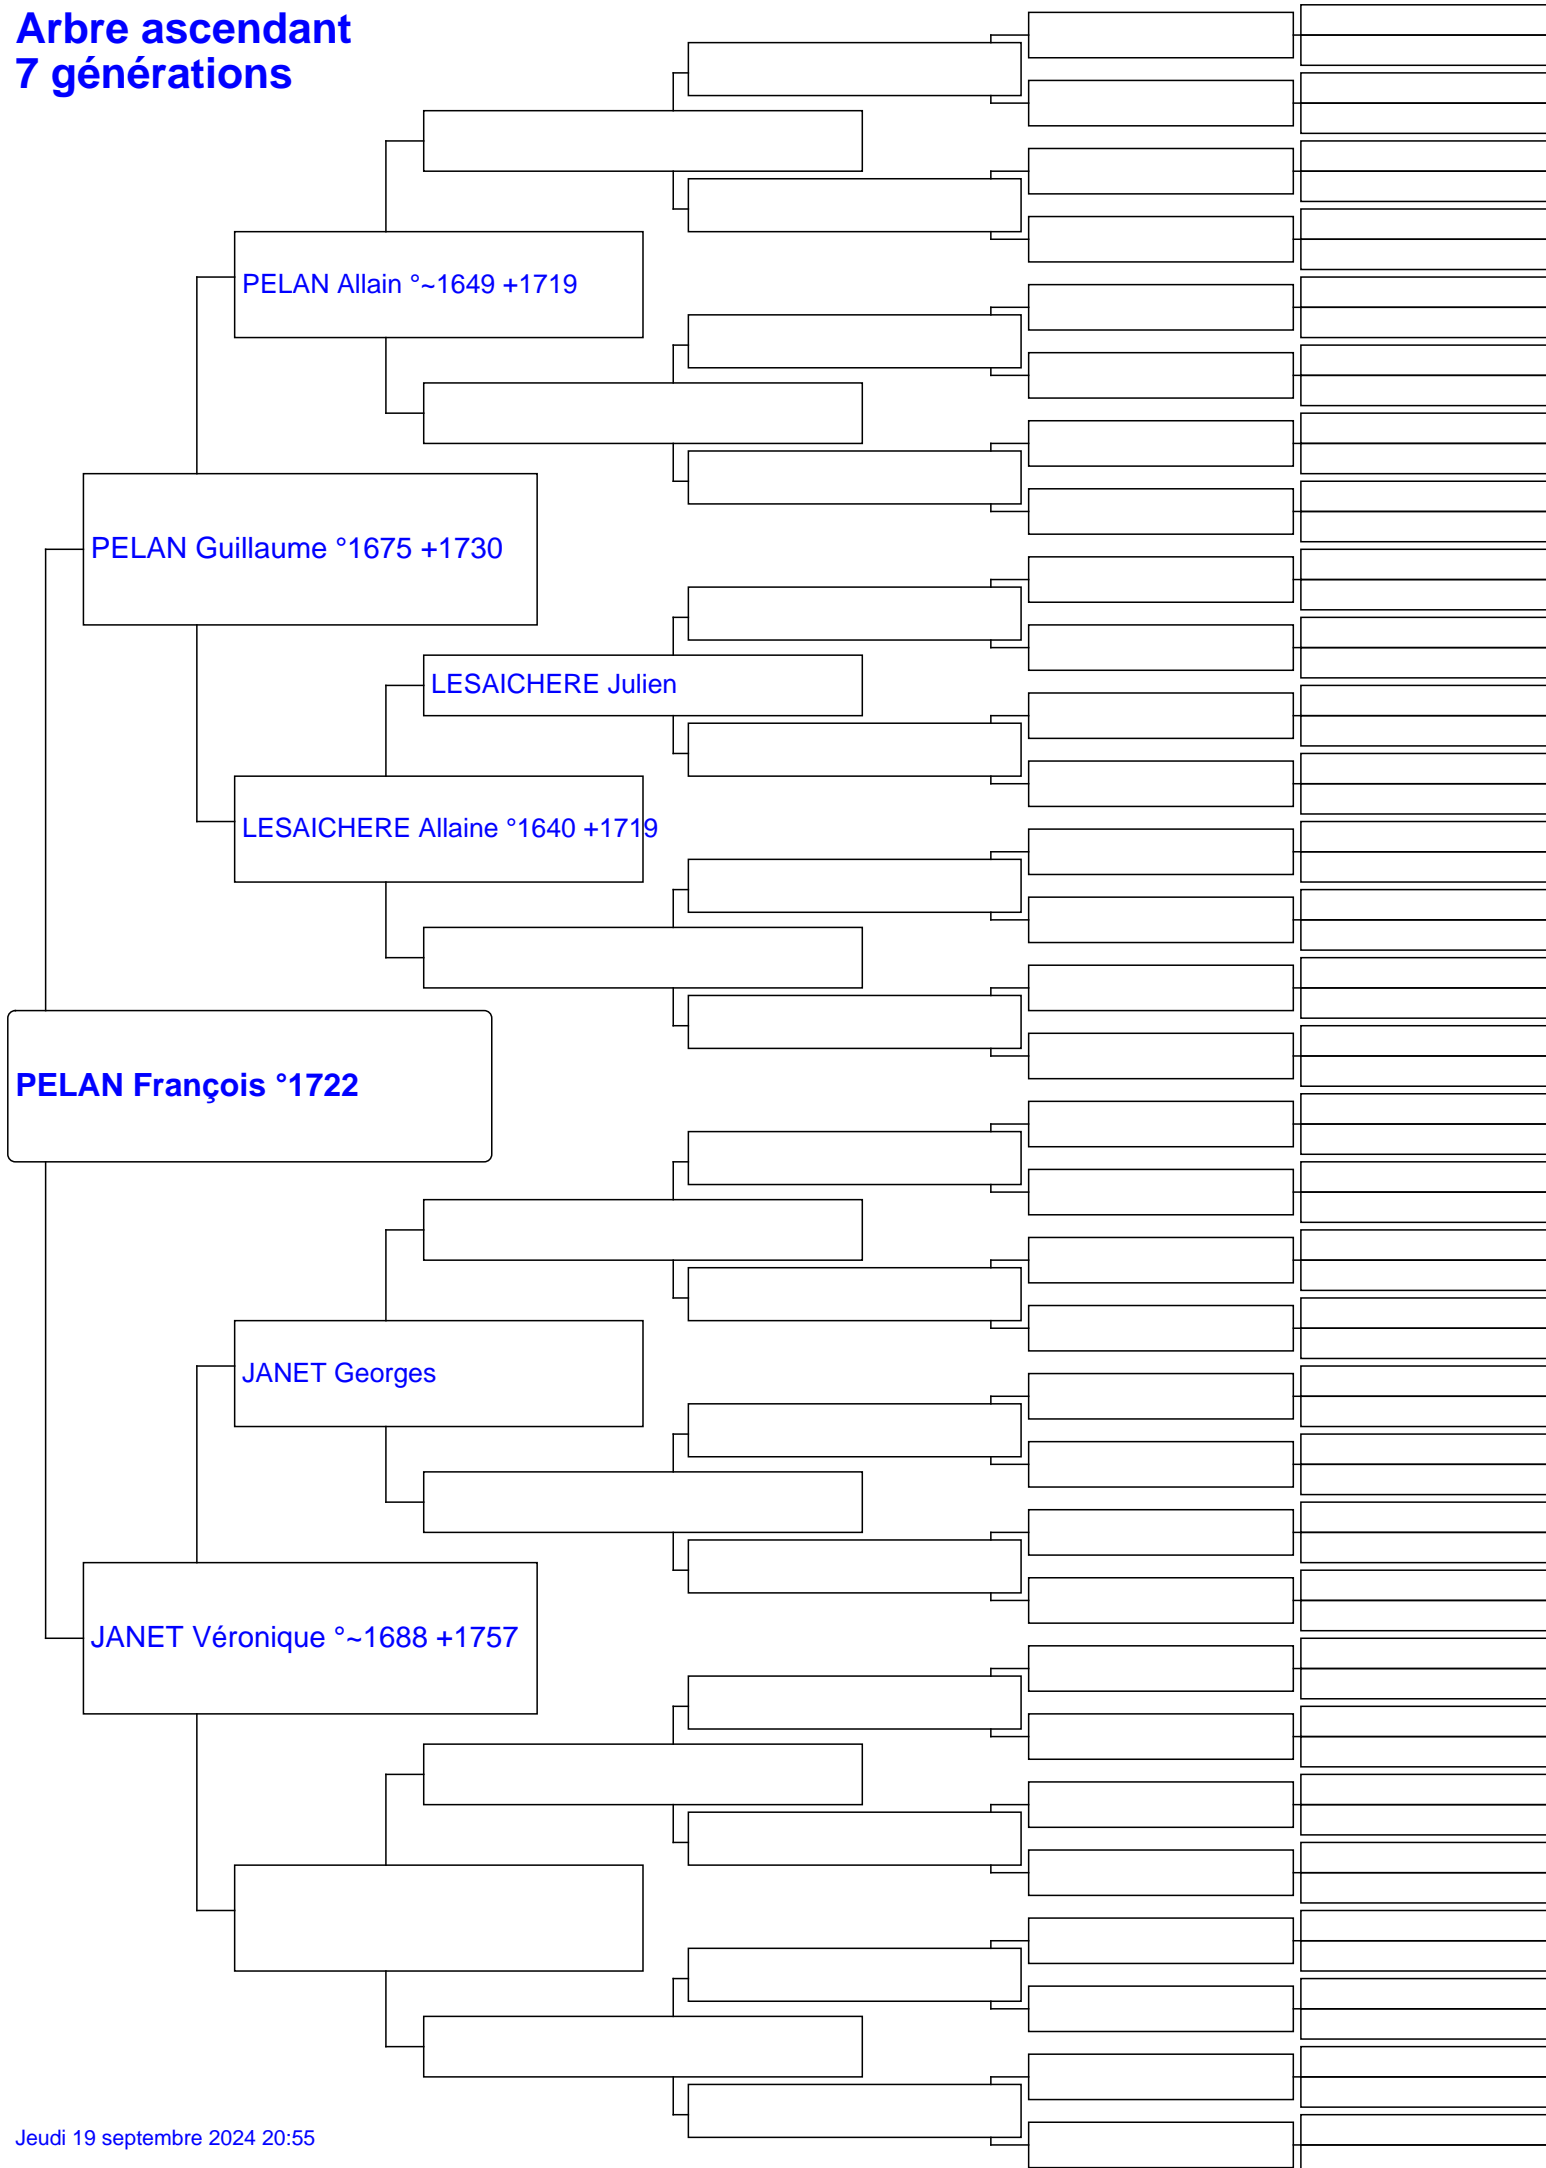 Arbre ascendant
7 générations
PELAN Allain °~1649 +1719
PELAN Guillaume °1675 +1730
LESAICHERE Julien
LESAICHERE Allaine °1640 +1719
PELAN François °1722
JANET Georges
JANET Véronique °~1688 +1757
Jeudi 19 septembre 2024 20:55